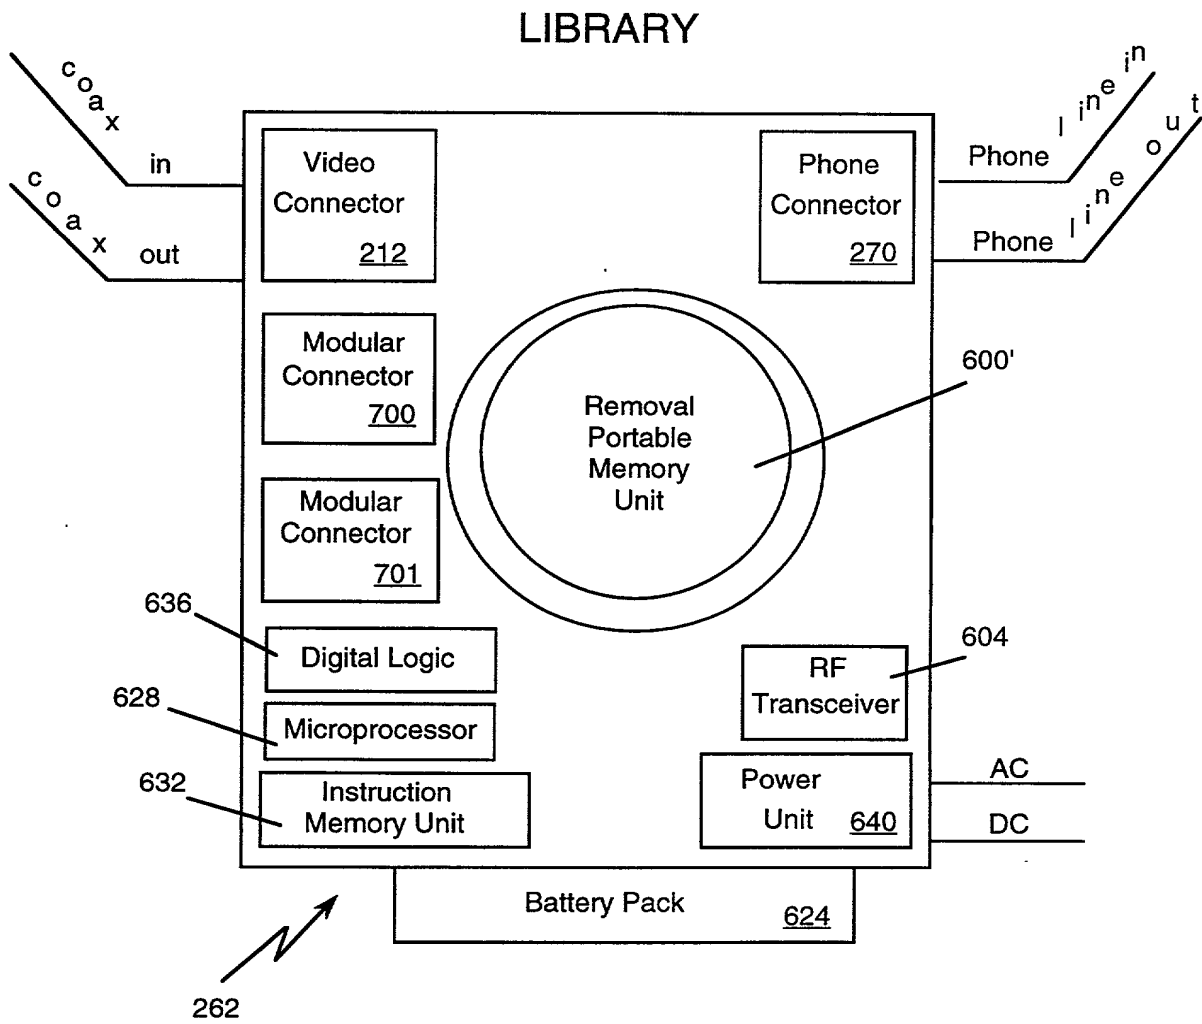 LIBRARY
coax
in
coax
out
Video
Connector
212
Phone
Connector
270
Phone line in
Phone line out
Modular
Connector
700
600'
Removal
Portable
Memory
Unit
Modular
Connector
701
636
Digital Logic
604
RF
Transceiver
628
Microprocessor
632
Instruction
Memory Unit
Power
Unit
640
AC
DC
Battery Pack
624
262